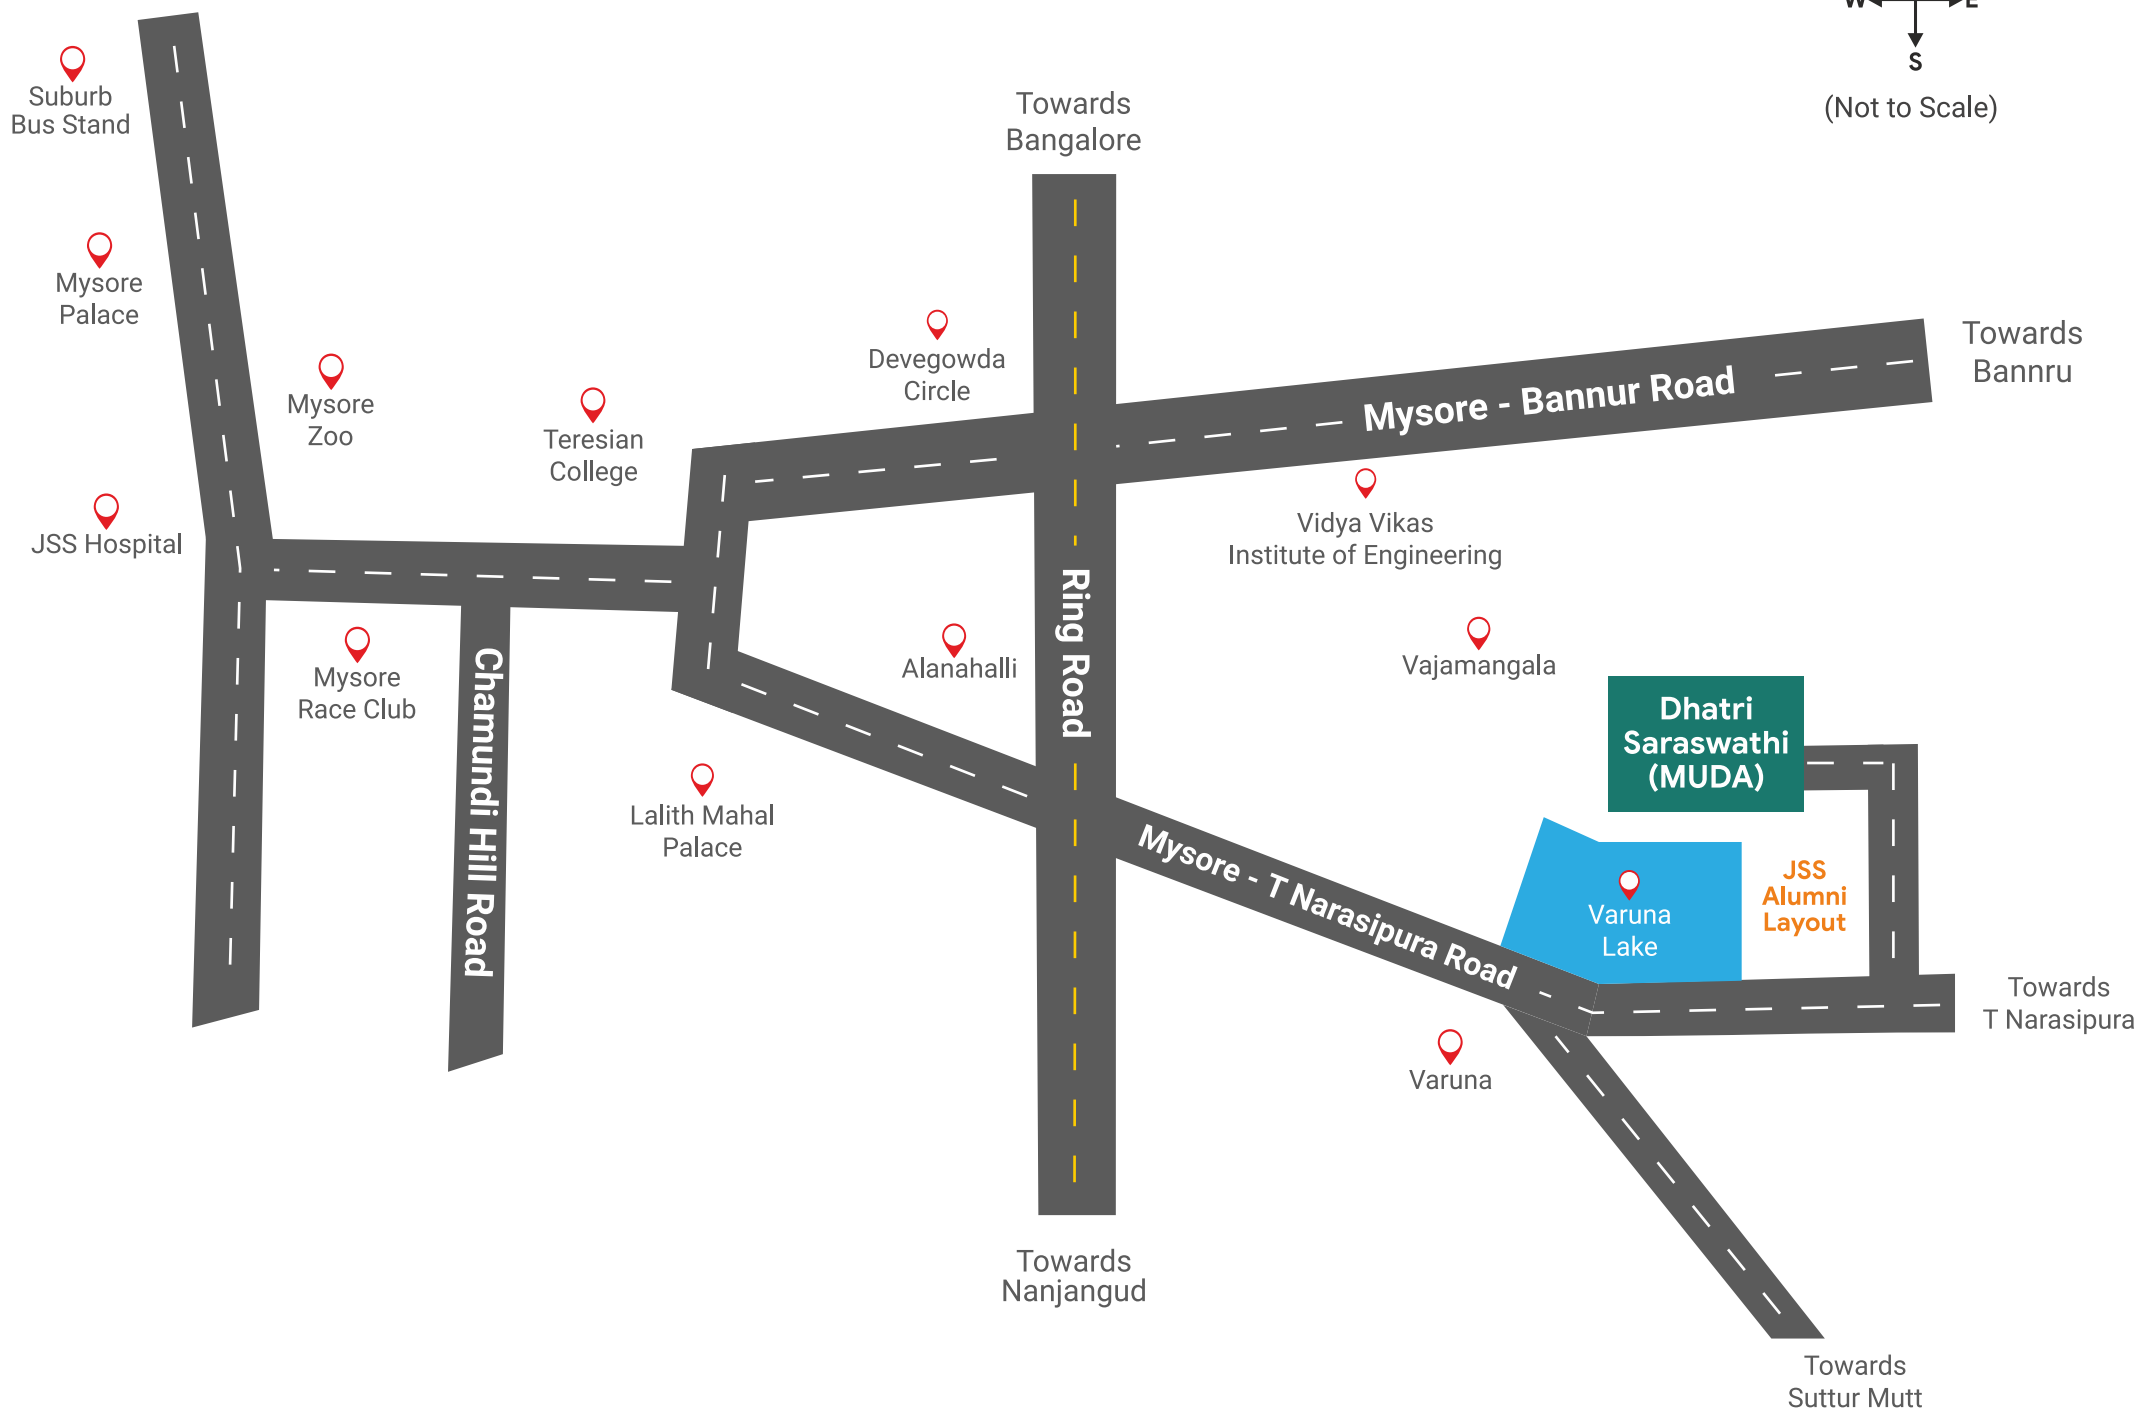 W E
S
(Not to Scale)
Suburb
Bus Stand
Towards
Bangalore
Mysore
Palace
Mysore
Zoo
Devegowda
Circle
Towards
Bannru
Mysore - Bannur Road
Teresian
College
JSS Hospital
Vidya Vikas
Institute of Engineering
Ring Road
Alanahalli
Vajamangala
Mysore
Race Club
Chamundi Hill Road
Dhatri
Saraswathi
(MUDA)
Lalith Mahal
Palace
Mysore - T Narasipura Road
JSS
Alumni
Layout
Varuna
Lake
Towards
T Narasipura
Varuna
Towards
Nanjangud
Towards
Suttur Mutt